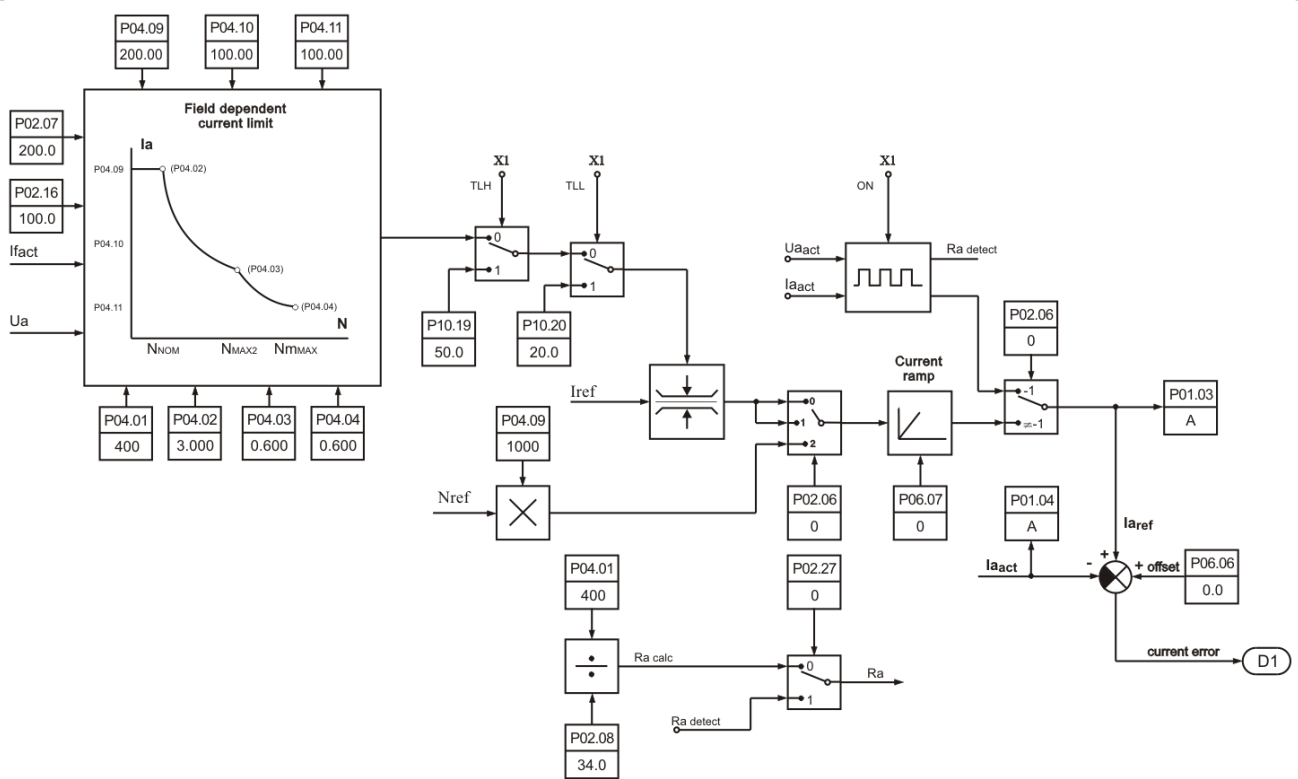 P04.09
200.00
P04.10
100.00
P04.11
100.00
Field dependent
current limit
P02.07
200.0
P02.16
100.0
Ifact
Ua
Ia
P04.09
(P04.02)
P04.10
(P04.03)
P04.11
(P04.04)
N
NNOM
NMAX2
NmMAX
P04.01
400
P04.02
3.000
P04.03
0.600
P04.04
0.600
X1
TLH
X1
TLL
0
1
0
1
P10.19
50.0
P10.20
20.0
X1
ON
Uaact
Iaact
Ra detect
P02.06
0
-1
≠-1
P01.03
A
Iref
P04.09
1000
Nref
0
1
2
P02.06
0
Current
ramp
P06.07
0
P01.04
A
Iaref
Iaact
-
+
+ offset
P06.06
0.0
current error
D1
P04.01
400
Ra calc
P02.08
34.0
P02.27
0
0
1
Ra
Ra detect